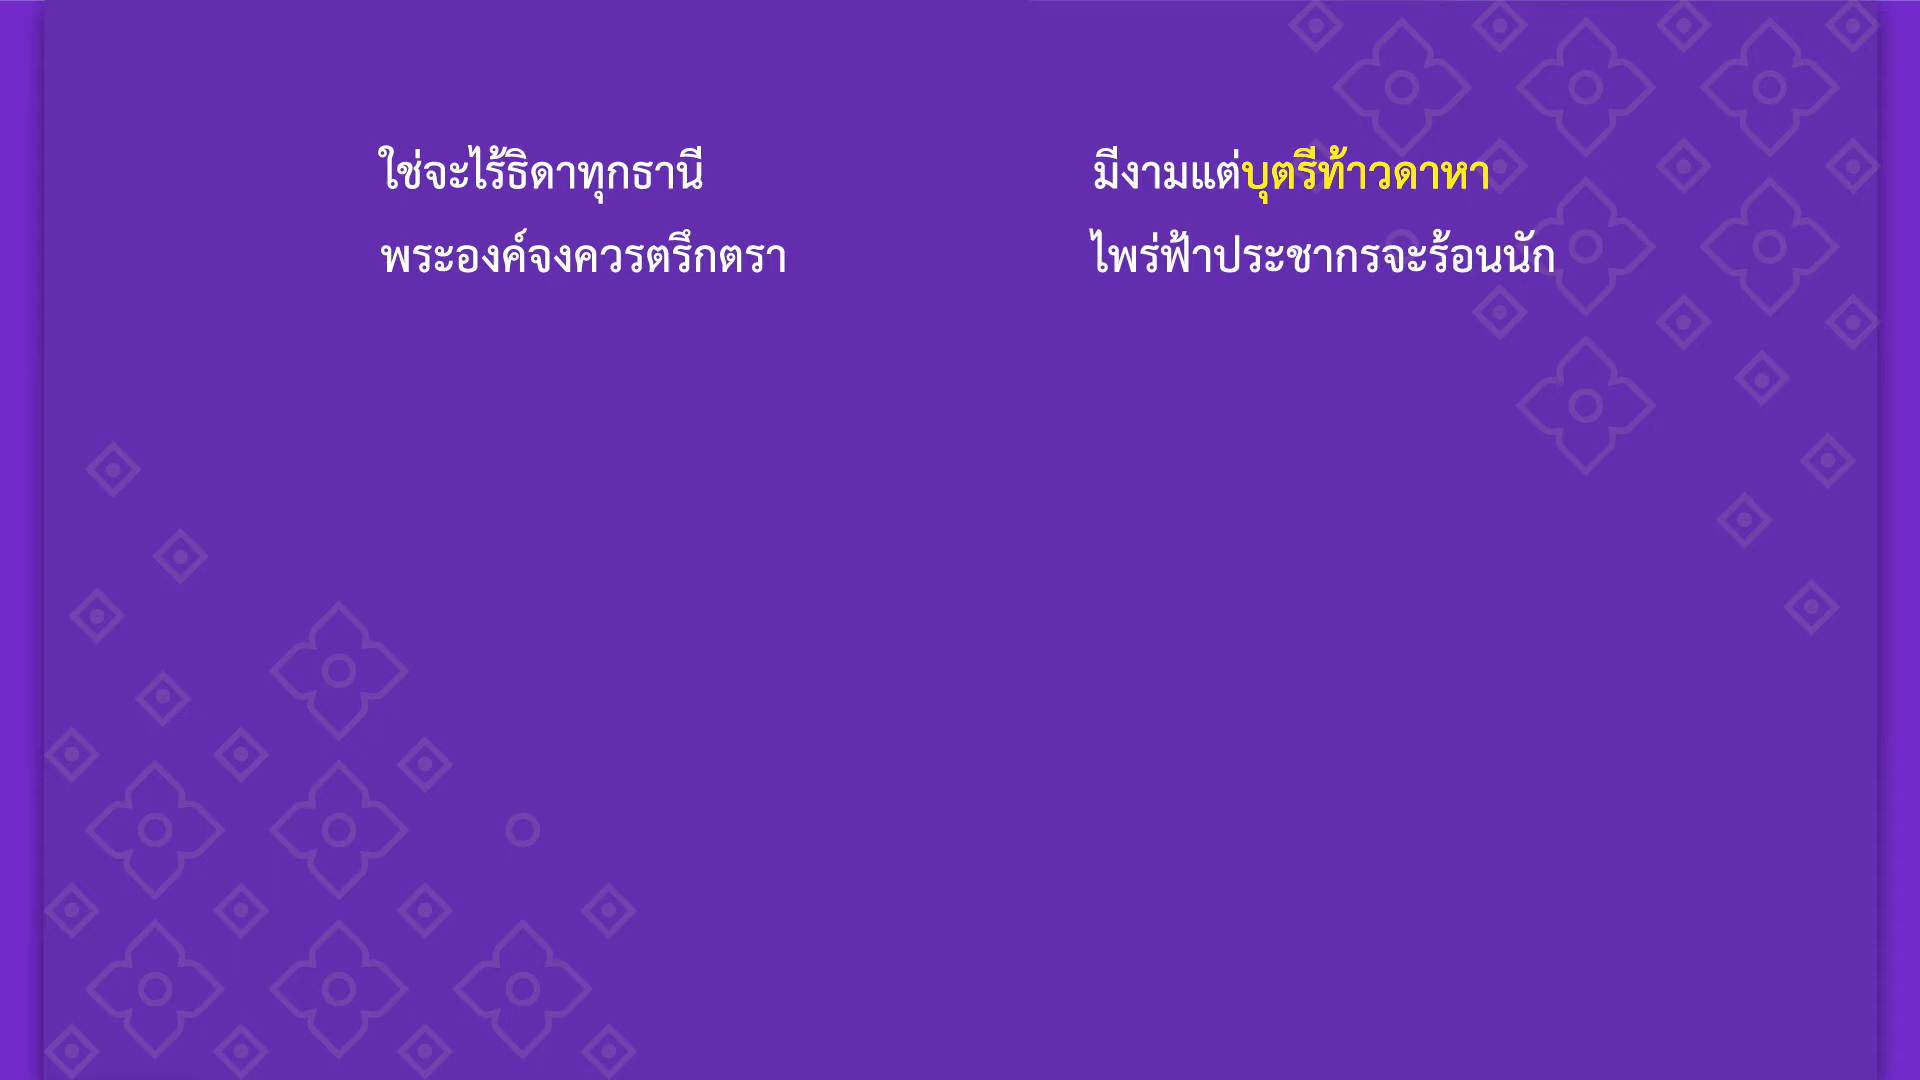 ใช่จะไร้ธิดาทุกธานี มีงามแต่บุตรีท้าวดาหา
พระองค์จงควรตรึกตรา ไพร่ฟ้าประชากรจะร้อนนัก